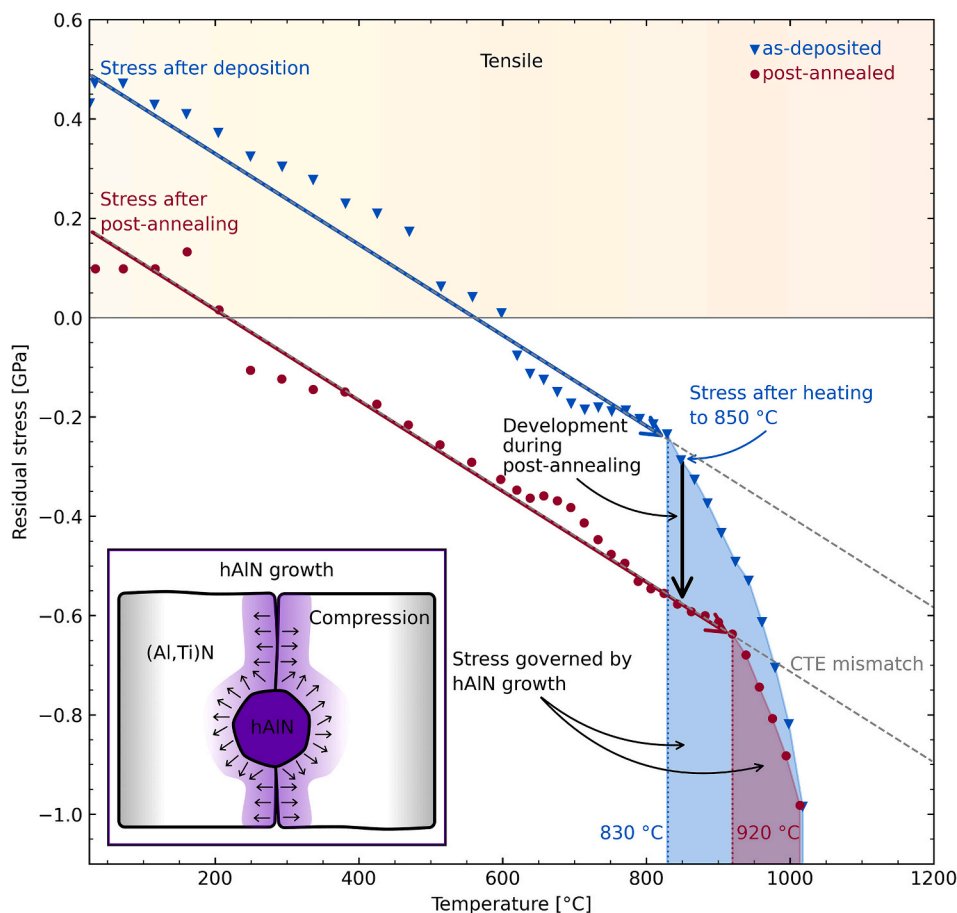 Tensile
as-deposited
post-annealed
Stress after deposition
Stress after
post-annealing
Stress after heating
to 850 °C
Development
during
post-annealing
hAlN growth
Compression
(Al,Ti)N
hAlN
Stress governed by
hAlN growth
CTE mismatch
830 °C
920 °C
0.6
0.4
0.2
0.0
−0.2
−0.4
−0.6
−0.8
−1.0
Residual stress [GPa]
200
400
600
800
1000
1200
Temperature [°C]